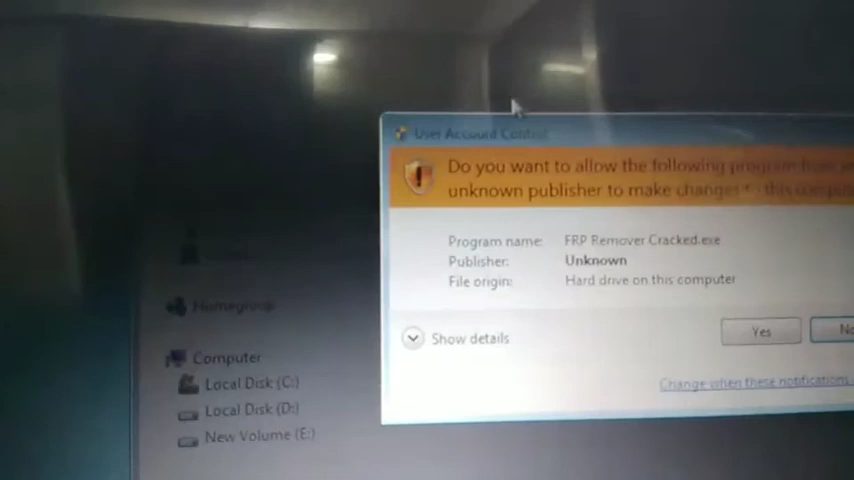 User Account Control
Do you want to allow the following program from
unknown publisher to make changes to this
Program name: FRP Remover Cracked.exe
Publisher: Unknown
File origin: Hard drive on this computer
Show details
Yes
No
Change when these notifications
Homegroup
Computer
Local Disk (C:)
Local Disk (D:)
New Volume (E:)